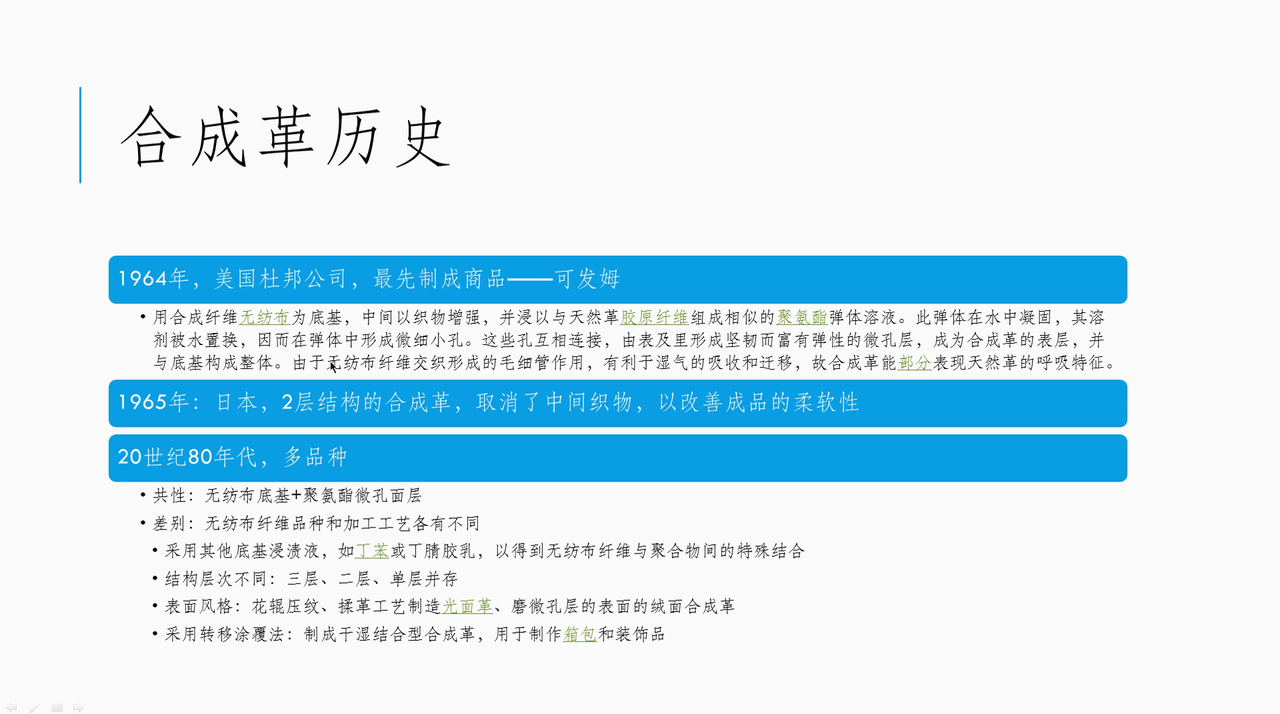 合成革历史
1964年，美国杜邦公司，最先制成商品——可发姆
• 用合成纤维无纺布为底基，中间以织物增强，并浸以与天然革胶原纤维组成相似的聚氨酯弹体溶液。此弹体在水中凝固，其溶
剂被水置换，因而在弹体中形成微细小孔。这些孔互相连接，由表及里形成坚韧而富有弹性的微孔层，成为合成革的表层，并
与底基构成整体。由于无纺布纤维交织形成的毛细管作用，有利于湿气的吸收和迁移，故合成革能部分表现天然革的呼吸特征。
1965年：日本，2层结构的合成革，取消了中间织物，以改善成品的柔软性
20世纪80年代，多品种
• 共性：无纺布底基+聚氨酯微孔面层
• 差别：无纺布纤维品种和加工工艺各有不同
• 采用其他底基浸渍液，如丁苯或丁腈胶乳，以得到无纺布纤维与聚合物间的特殊结合
• 结构层次不同：三层、二层、单层并存
• 表面风格：花辊压纹、揉革工艺制造光面革、磨微孔层的表面的绒面合成革
• 采用转移涂覆法：制成干湿结合型合成革，用于制作箱包和装饰品